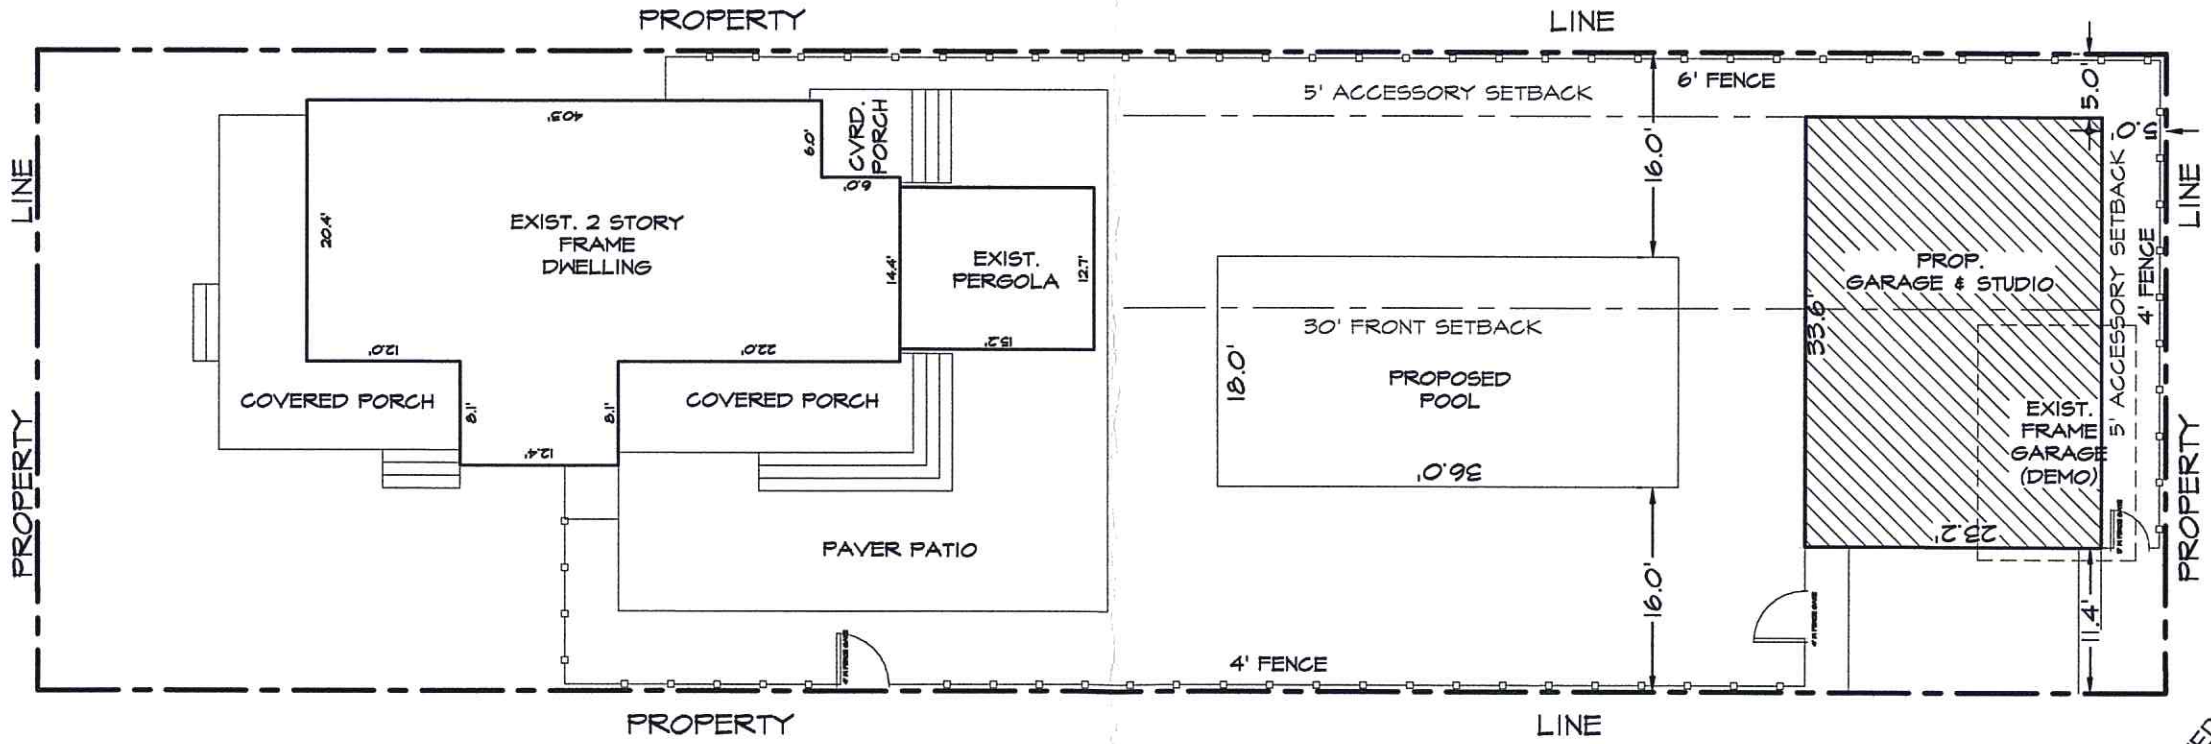 PROPERTY LINE
6' FENCE
5' ACCESSORY SETBACK
5.0'
5.0'
16.0'
40.5'
6.0'
CVRD.
PORCH
6.0'
LINE
LINE
20.4'
EXIST. 2 STORY
FRAME
DWELLING
14.4'
EXIST.
PERGOLA
12.7'
15.2'
PROP.
GARAGE & STUDIO
5' ACCESSORY SETBACK
4' FENCE
30' FRONT SETBACK
33.6'
12.0'
22.0'
18.0'
PROPOSED
POOL
36.0'
COVERED PORCH
8.1'
8.1'
COVERED PORCH
12.4'
EXIST.
FRAME
GARAGE
(DEMO)
23.2'
PROPERTY
PROPERTY
PAVER PATIO
16.0'
11.4'
4' FENCE
PROPERTY LINE